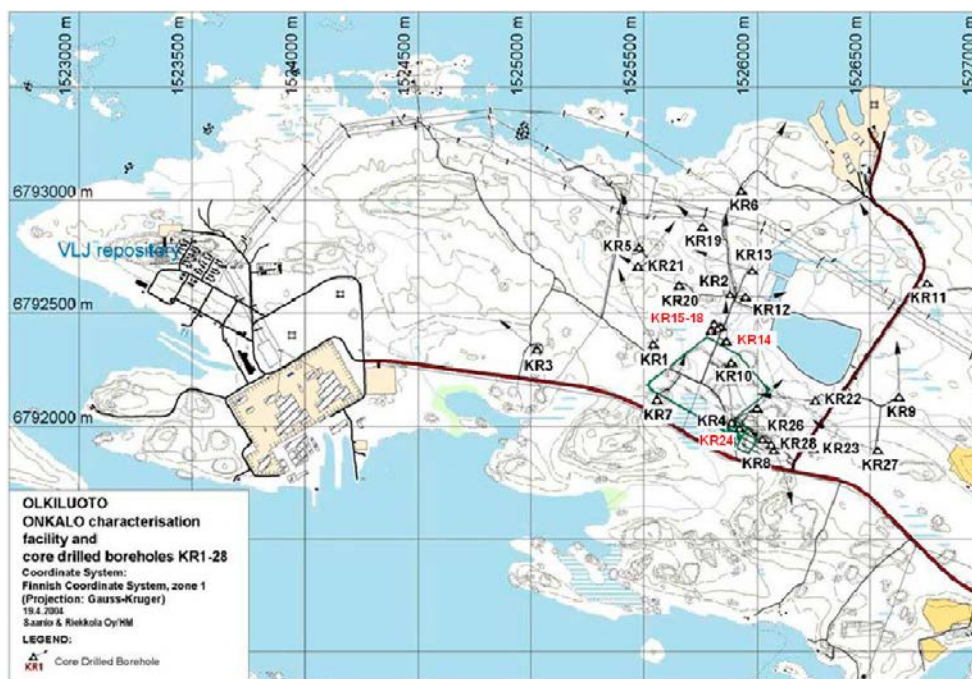 1523000 m
1523500 m
1524000 m
1524500 m
1525000 m
1525500 m
1526000 m
1526500 m
1527000 m
6793000 m
6792500 m
6792000 m
VLJ repository
KR6
KR19
KR5
KR21
KR13
KR2
KR20
KR12
KR11
KR15-18
KR14
KR1
KR3
KR10
KR7
KR4
KR22
KR9
KR26
KR24
KR28
KR23
KR8
KR27
OLKILUOTO
ONKALO characterisation
facility and
core drilled boreholes KR1-28
Coordinate System:
Finnish Coordinate System, zone 1
(Projection: Gauss-Kruger)
19.4.2004
Saanio & Riekkola Oy/HM
LEGEND:
KR1 Core Drilled Borehole